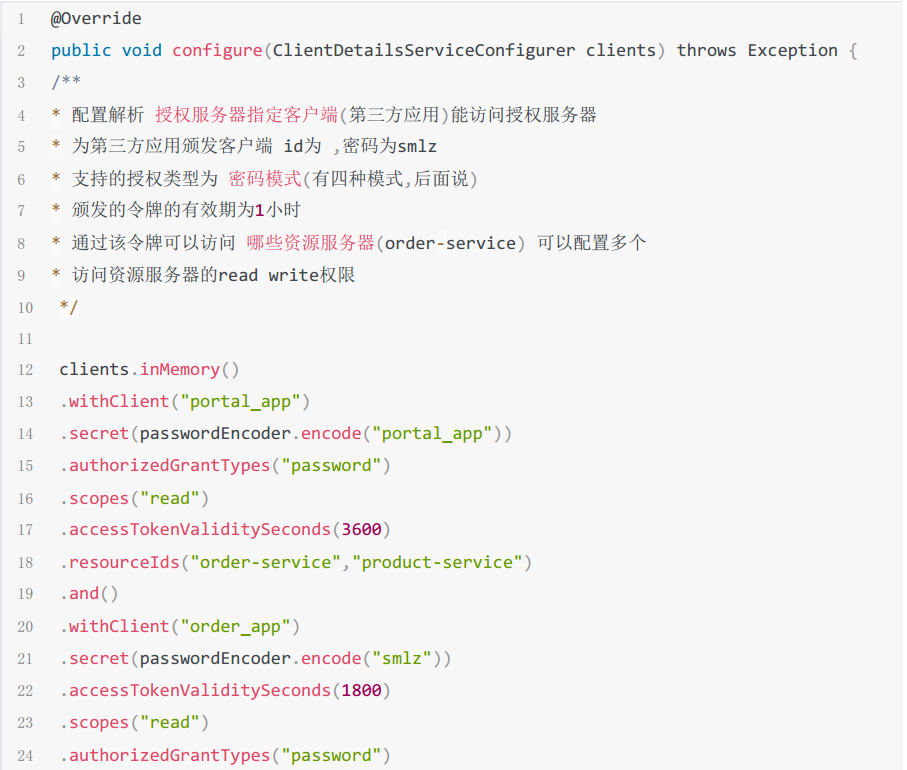 1 @Override
2 public void configure(ClientDetailsServiceConfigurer clients) throws Exception {
3 /**
4 * 配置解析 授权服务器指定客户端(第三方应用)能访问授权服务器
5 * 为第三方应用颁发客户端 id为 ,密码为smlz
6 * 支持的授权类型为 密码模式(有四种模式,后面说)
7 * 颁发的令牌的有效期为1小时
8 * 通过该令牌可以访问 哪些资源服务器(order-service) 可以配置多个
9 * 访问资源服务器的read write权限
10 */
11
12 clients.inMemory()
13 .withClient("portal_app")
14 .secret(passwordEncoder.encode("portal_app"))
15 .authorizedGrantTypes("password")
16 .scopes("read")
17 .accessTokenValiditySeconds(3600)
18 .resourceIds("order-service","product-service")
19 .and()
20 .withClient("order_app")
21 .secret(passwordEncoder.encode("smlz"))
22 .accessTokenValiditySeconds(1800)
23 .scopes("read")
24 .authorizedGrantTypes("password")